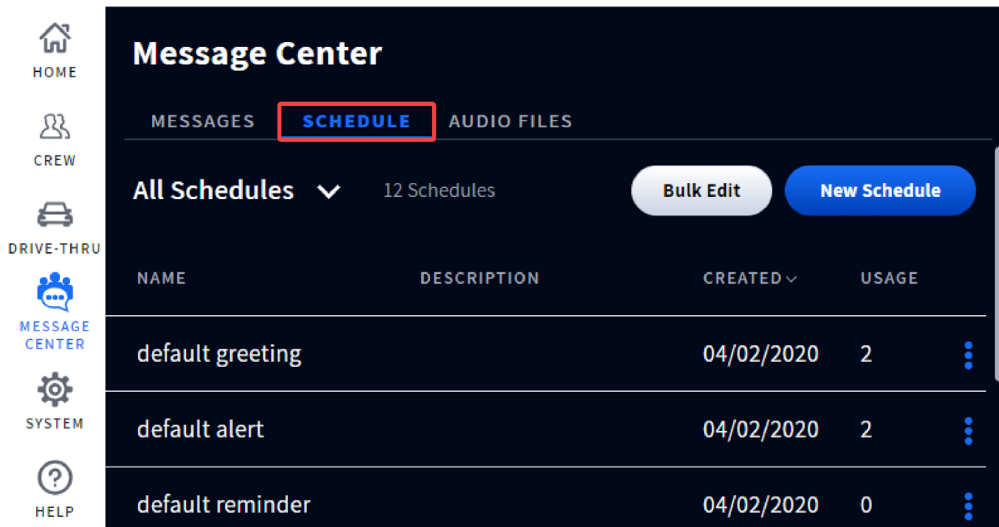 HOME
CREW
DRIVE-THRU
MESSAGE
CENTER
SYSTEM
HELP
Message Center
MESSAGES SCHEDULE AUDIO FILES
All Schedules 12 Schedules Bulk Edit New Schedule
NAME DESCRIPTION CREATED USAGE
default greeting 04/02/2020 2
default alert 04/02/2020 2
default reminder 04/02/2020 0